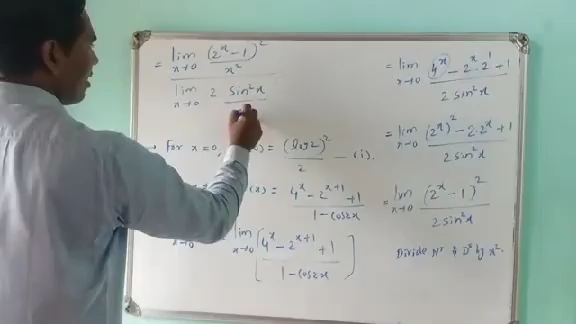 = lim x→0 (2^x - 1)^2 / x^2
lim x→0 2 sin^2x
→ For x=0, ) = (log2)^2 / 2 — (i).
(x) = 4^x - 2^(x+1) +1 / 1 - cos2x
x→0 lim x→0 [4^x - 2^(x+1) +1 / 1 - cos2x]
= lim x→0 4^x - 2^x · 2^1 + 1 / 2 sin^2x
= lim x→0 (2^x)^2 - 2·2^x + 1 / 2 sin^2x
= lim x→0 (2^x - 1)^2 / 2 sin^2x
Divide N^r & D^r by x^2.